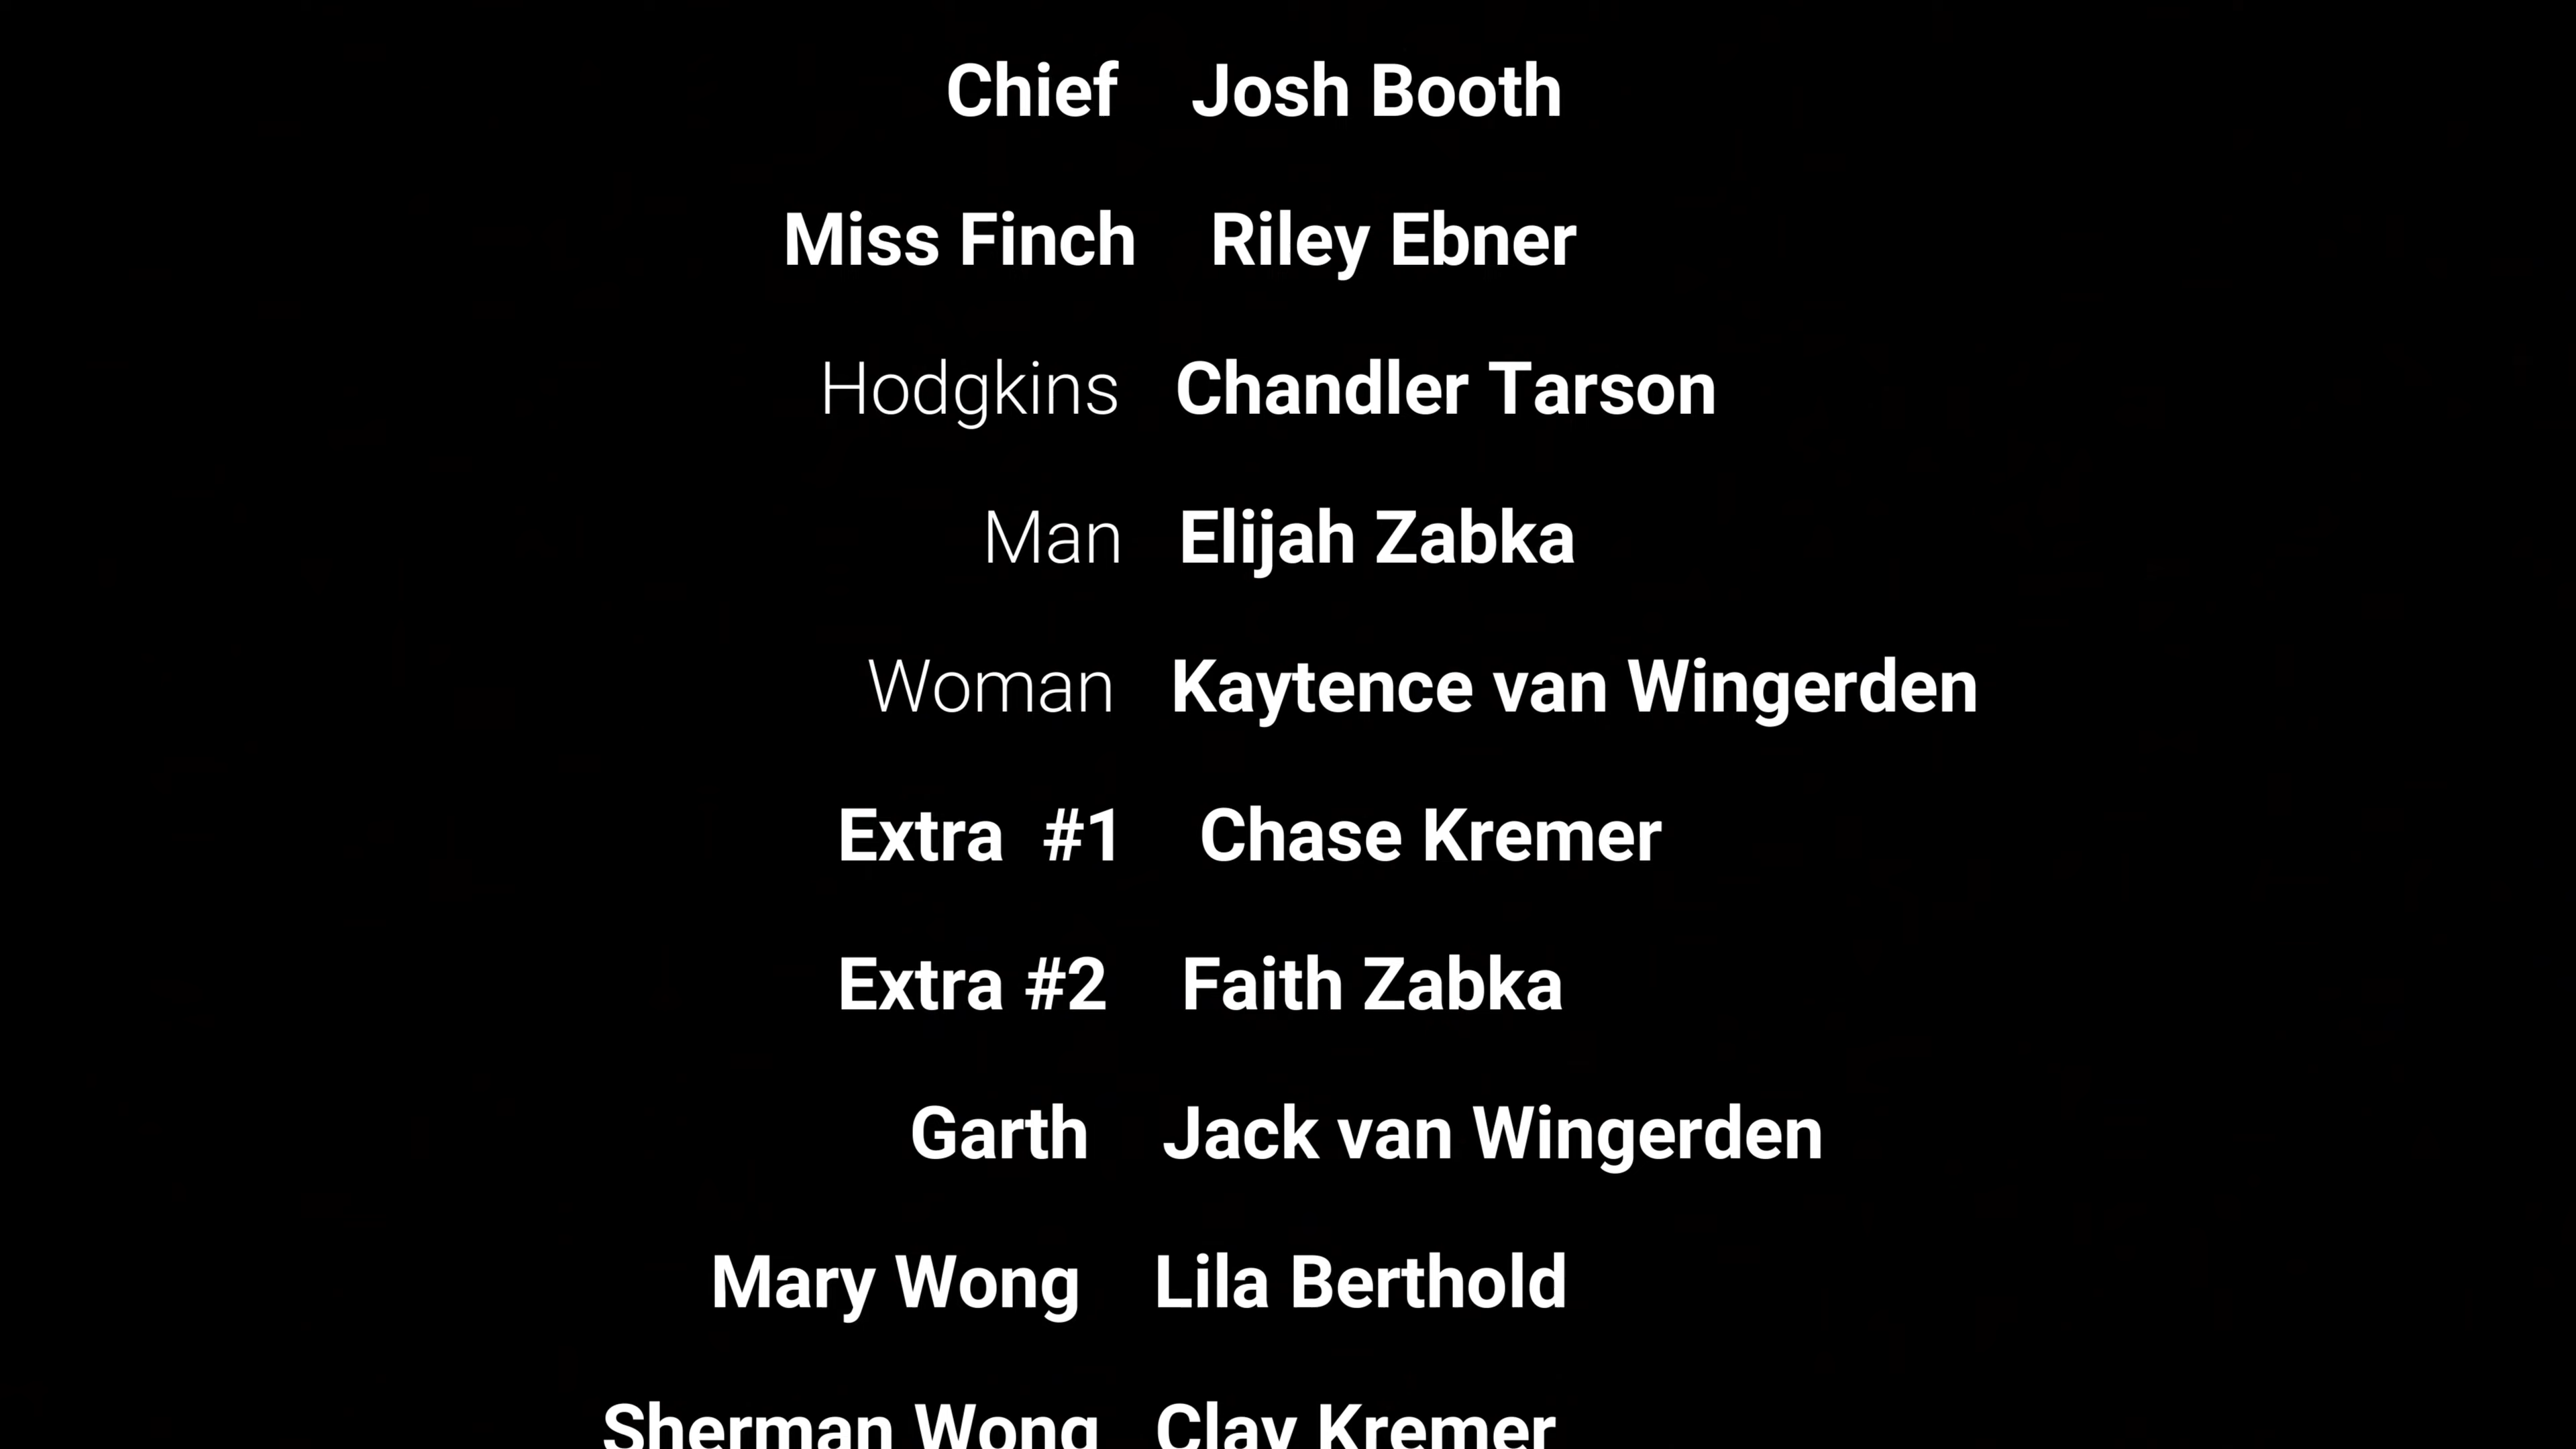 Chief Josh Booth
Miss Finch Riley Ebner
Hodgkins Chandler Tarson
Man Elijah Zabka
Woman Kaytence van Wingerden
Extra #1 Chase Kremer
Extra #2 Faith Zabka
Garth Jack van Wingerden
Mary Wong Lila Berthold
Sherman Wong Clay Kremer